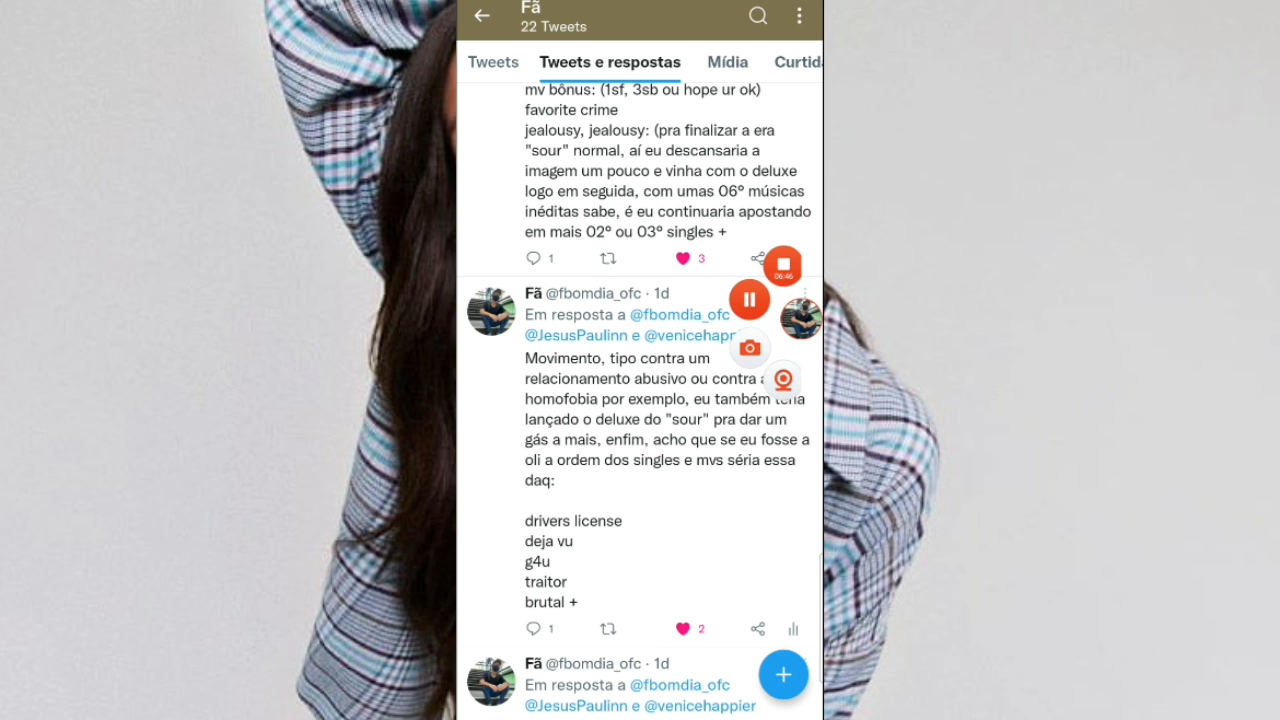 Fã
22 Tweets
Tweets
Tweets e respostas
Mídia
Curtid
mv bônus: (1sf, 3sb ou hope ur ok)
favorite crime
jealousy, jealousy: (pra finalizar a era
"sour" normal, aí eu descansaria a
imagem um pouco e vinha com o deluxe
logo em seguida, com umas 06° músicas
inéditas sabe, é eu continuaria apostando
em mais 02° ou 03° singles +
1
3
06:46
Fã @fbomdia_ofc · 1d
Em resposta a @fbomdia_ofc
@JesusPaulinn e @venicehapp
Movimento, tipo contra um
relacionamento abusivo ou contra a
homofobia por exemplo, eu também teria
lançado o deluxe do "sour" pra dar um
gás a mais, enfim, acho que se eu fosse a
oli a ordem dos singles e mvs séria essa
daq:
drivers license
deja vu
g4u
traitor
brutal +
1
2
Fã @fbomdia_ofc · 1d
Em resposta a @fbomdia_ofc
@JesusPaulinn e @venicehappier